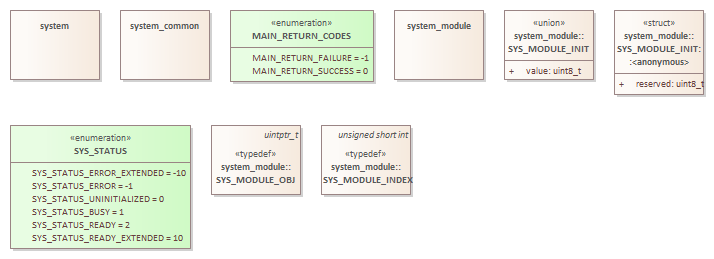 system
system_common
«enumeration»
MAIN_RETURN_CODES
MAIN_RETURN_FAILURE = -1
MAIN_RETURN_SUCCESS = 0
system_module
«union»
system_module::
SYS_MODULE_INIT
+ value: uint8_t
«struct»
system_module::
SYS_MODULE_INIT:
:<anonymous>
+ reserved: uint8_t
«enumeration»
SYS_STATUS
SYS_STATUS_ERROR_EXTENDED = -10
SYS_STATUS_ERROR = -1
SYS_STATUS_UNINITIALIZED = 0
SYS_STATUS_BUSY = 1
SYS_STATUS_READY = 2
SYS_STATUS_READY_EXTENDED = 10
uintptr_t
«typedef»
system_module::
SYS_MODULE_OBJ
unsigned short int
«typedef»
system_module::
SYS_MODULE_INDEX